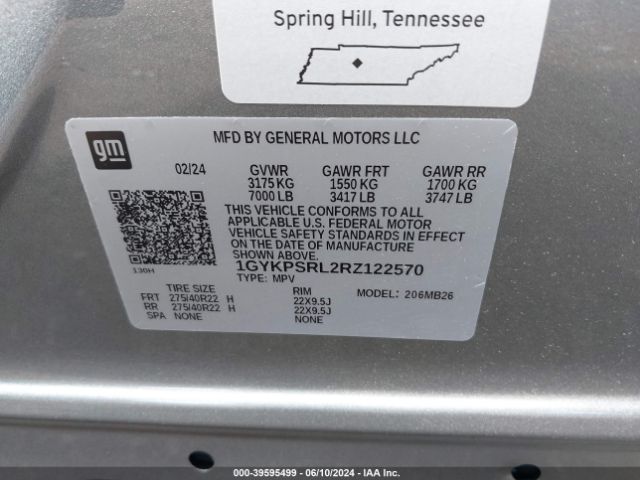 Spring Hill, Tennessee
gm
MFD BY GENERAL MOTORS LLC
02/24 GVWR GAWR FRT GAWR RR
3175 KG 1550 KG 1700 KG
7000 LB 3417 LB 3747 LB
THIS VEHICLE CONFORMS TO ALL
APPLICABLE U.S. FEDERAL MOTOR
VEHICLE SAFETY STANDARDS IN EFFECT
ON THE DATE OF MANUFACTURE
SHOWN ABOVE.
130H
1GYKPSRL2RZ122570
TYPE: MPV
TIRE SIZE RIM MODEL: 206MB26
FRT 275/40R22 H 22X9.5J
RR 275/40R22 H 22X9.5J
SPA NONE NONE
000-39595499 - 06/10/2024 - IAA Inc.